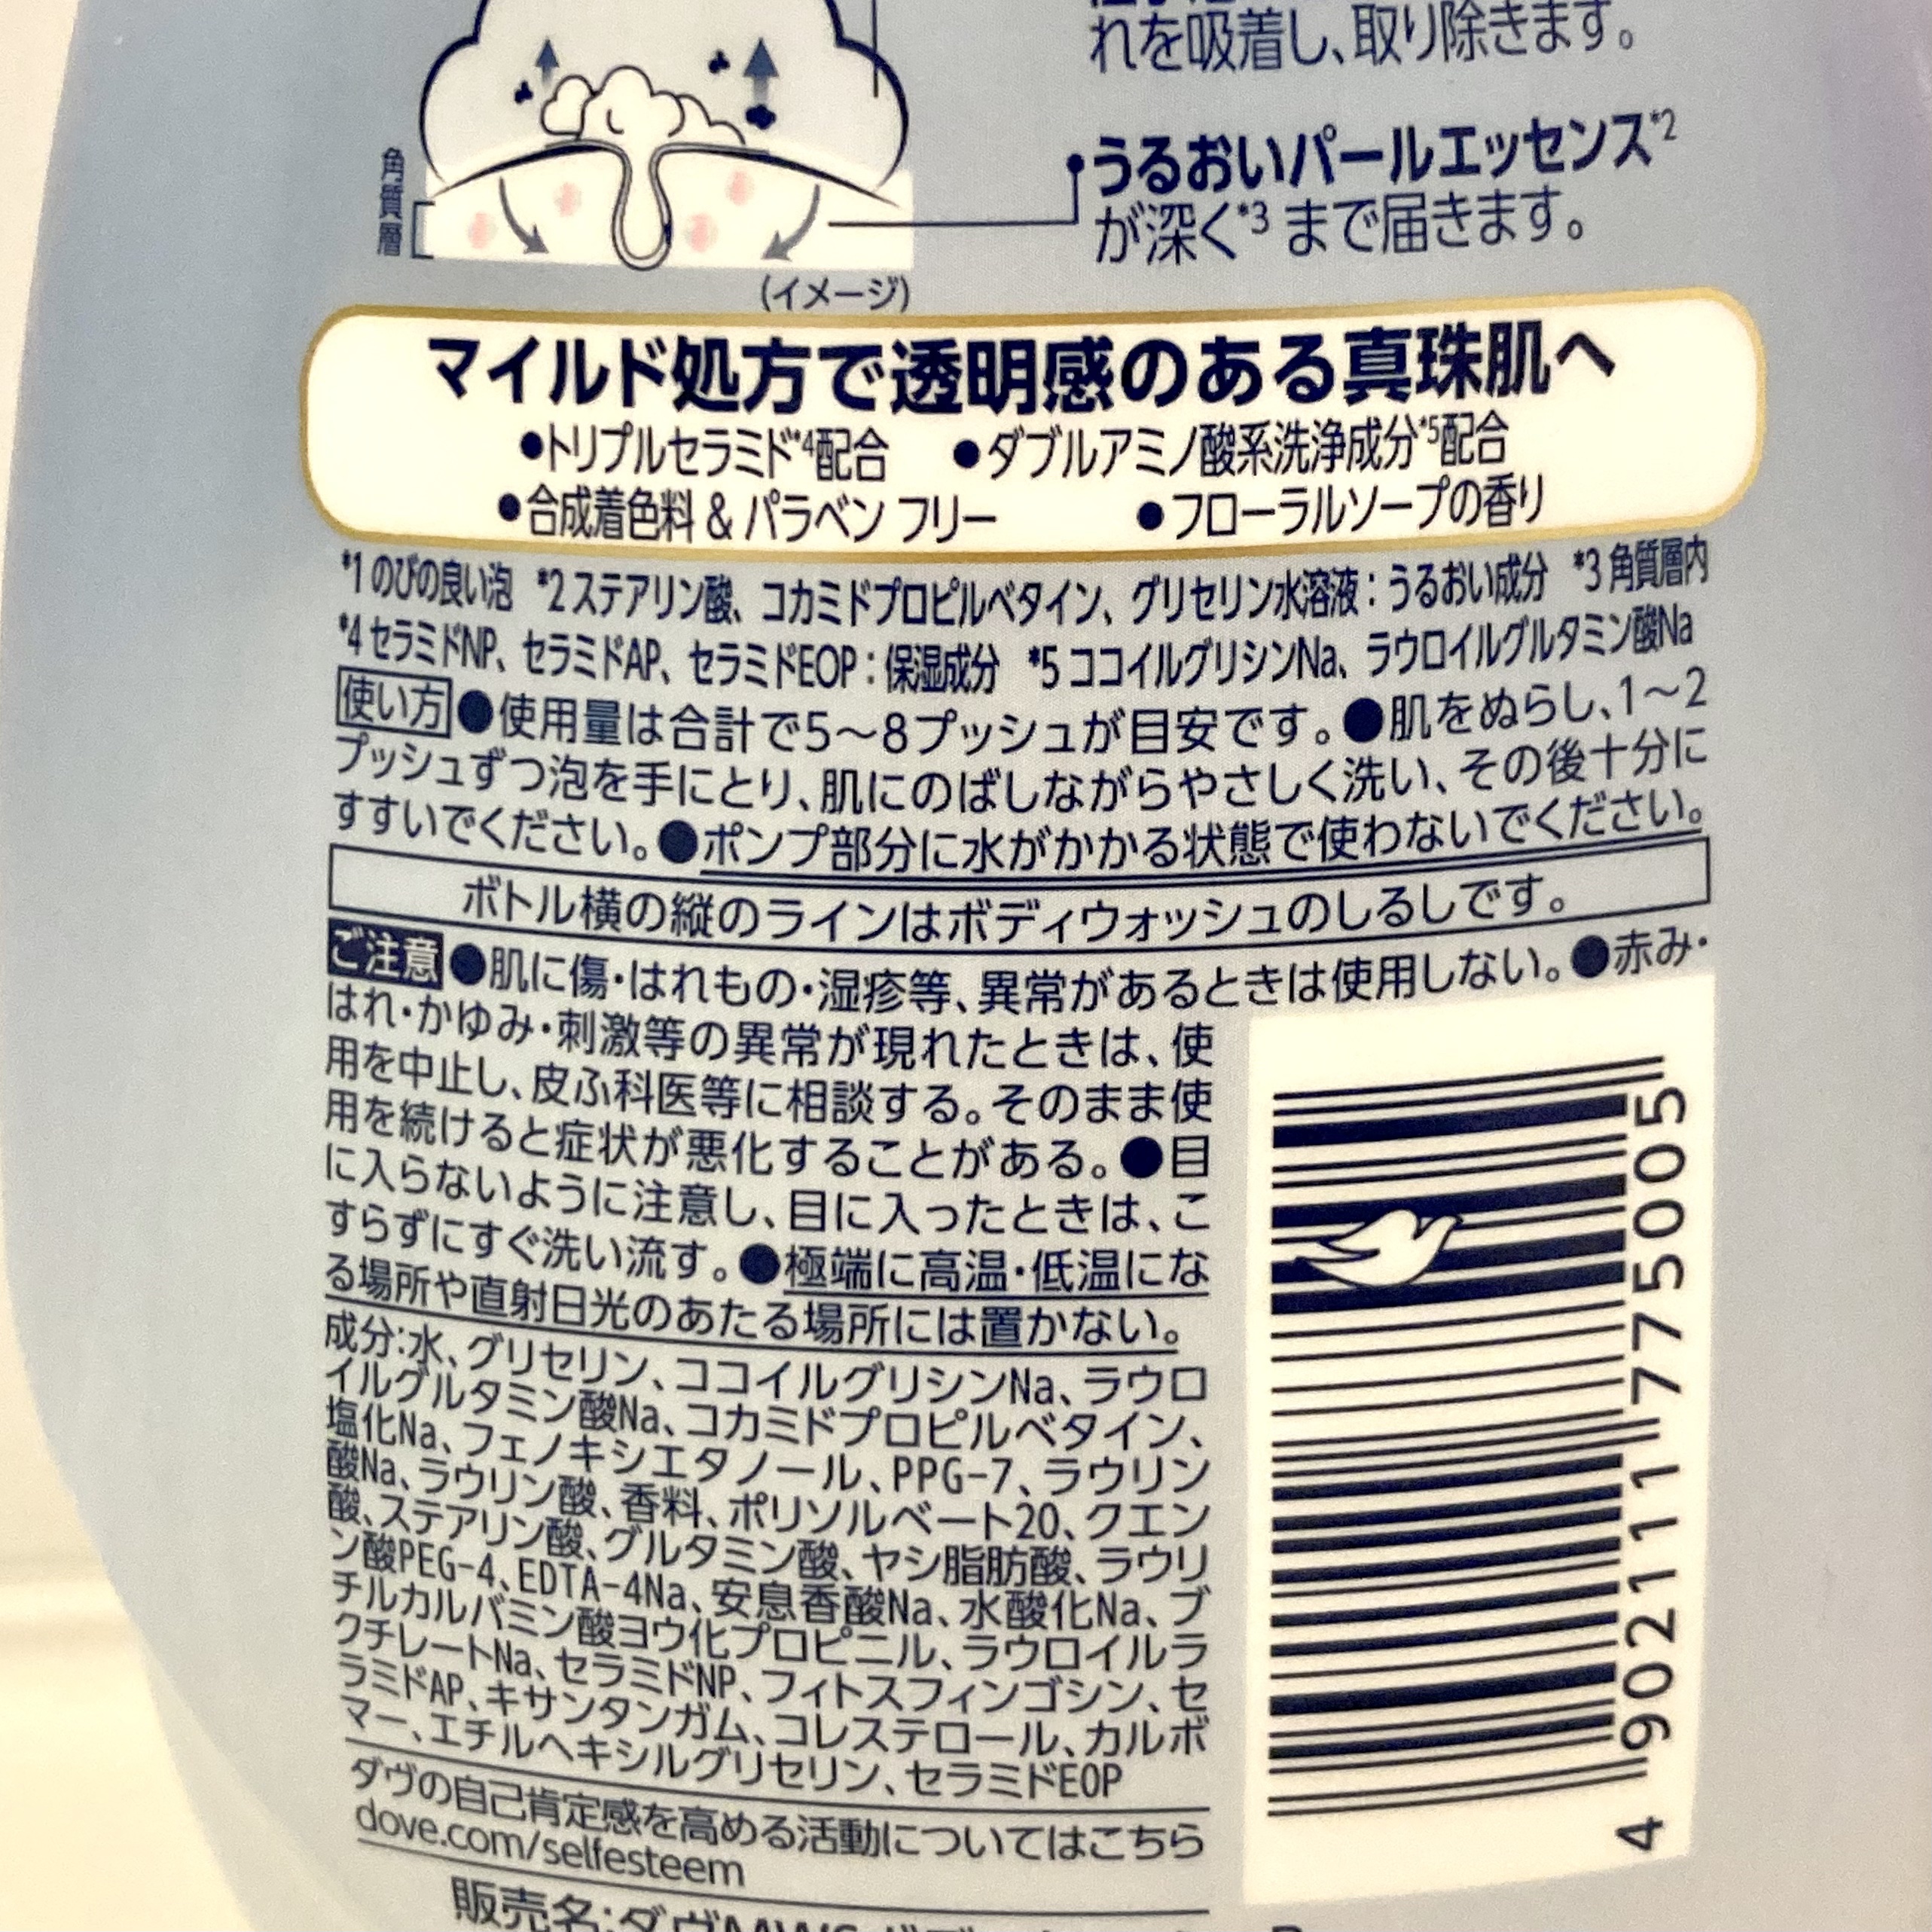 れを吸着し、取り除きます。
角質層
うるおいパールエッセンス*2
が深く*3 まで届きます。
(イメージ)
マイルド処方で透明感のある真珠肌へ
●トリプルセラミド*4配合 ●ダブルアミノ酸系洗浄成分*5配合
●合成着色料 & パラベン フリー ●フローラルソープの香り
*1 のびの良い泡 *2 ステアリン酸、コカミドプロピルベタイン、グリセリン水溶液：うるおい成分 *3 角質層内
*4 セラミドNP、セラミドAP、セラミドEOP：保湿成分 *5 ココイルグリシンNa、ラウロイルグルタミン酸Na
使い方 ●使用量は合計で5～8プッシュが目安です。●肌をぬらし、1～2
プッシュずつ泡を手にとり、肌にのばしながらやさしく洗い、その後十分に
すすいでください。●ポンプ部分に水がかかる状態で使わないでください。
ボトル横の縦のラインはボディウォッシュのしるしです。
ご注意 ●肌に傷・はれもの・湿疹等、異常があるときは使用しない。●赤み・
はれ・かゆみ・刺激等の異常が現れたときは、使
用を中止し、皮ふ科医等に相談する。そのまま使
用を続けると症状が悪化することがある。●目
に入らないように注意し、目に入ったときは、こ
すらずにすぐ洗い流す。●極端に高温・低温にな
る場所や直射日光のあたる場所には置かない。
成分：水、グリセリン、ココイルグリシンNa、ラウロ
イルグルタミン酸Na、コカミドプロピルベタイン、
塩化Na、フェノキシエタノール、PPG-7、ラウリン
酸Na、ラウリン酸、香料、ポリソルベート20、クエン
酸、ステアリン酸、グルタミン酸、ヤシ脂肪酸、ラウリ
ン酸PEG-4、EDTA-4Na、安息香酸Na、水酸化Na、ブ
チルカルバミン酸ヨウ化プロピニル、ラウロイルラ
クチレートNa、セラミドNP、フィトスフィンゴシン、セ
ラミドAP、キサンタンガム、コレステロール、カルボ
マー、エチルヘキシルグリセリン、セラミドEOP
ダヴの自己肯定感を高める活動についてはこちら
dove.com/selfesteem
販売名：ダヴMWS
4 902111 775005